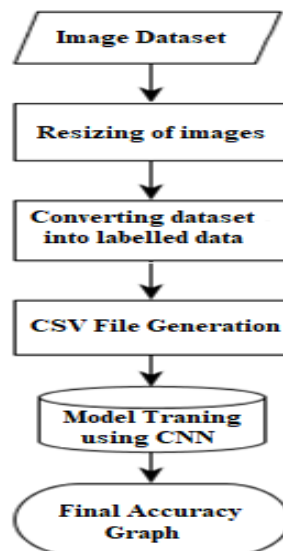 Image Dataset
Resizing of images
Converting dataset
into labelled data
CSV File Generation
Model Traning
using CNN
Final Accuracy
Graph